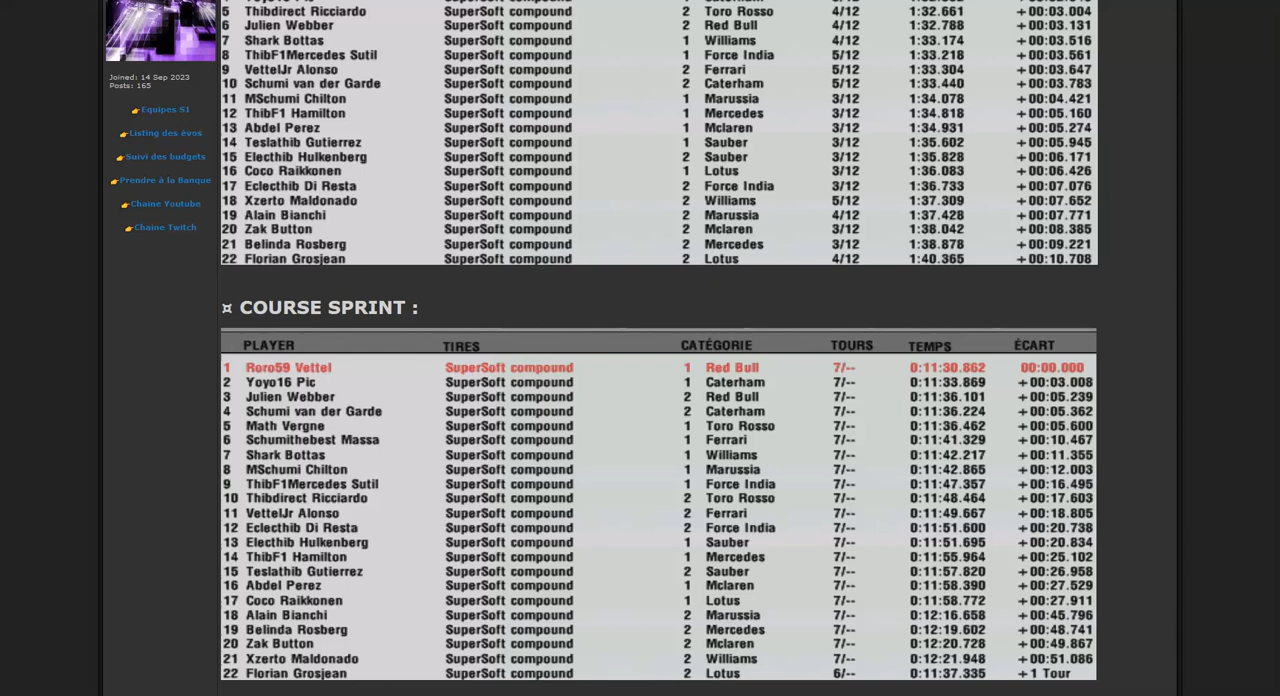 5 Thibdirect Ricciardo SuperSoft compound 2 Toro Rosso 4/12 1:32.661 +00:03.004
6 Julien Webber SuperSoft compound 2 Red Bull 4/12 1:32.788 +00:03.131
7 Shark Bottas SuperSoft compound 1 Williams 4/12 1:33.174 +00:03.516
8 ThibF1Mercedes Sutil SuperSoft compound 1 Force India 5/12 1:33.218 +00:03.561
9 VettelJr Alonso SuperSoft compound 2 Ferrari 5/12 1:33.304 +00:03.647
10 Schumi van der Garde SuperSoft compound 2 Caterham 5/12 1:33.440 +00:03.783
11 MSchumi Chilton SuperSoft compound 1 Marussia 3/12 1:34.078 +00:04.421
12 ThibF1 Hamilton SuperSoft compound 1 Mercedes 3/12 1:34.818 +00:05.160
13 Abdel Perez SuperSoft compound 1 Mclaren 3/12 1:34.931 +00:05.274
14 Teslathib Gutierrez SuperSoft compound 1 Sauber 3/12 1:35.602 +00:05.945
15 Electhib Hulkenberg SuperSoft compound 2 Sauber 3/12 1:35.828 +00:06.171
16 Coco Raikkonen SuperSoft compound 1 Lotus 3/12 1:36.083 +00:06.426
17 Eclecthib Di Resta SuperSoft compound 2 Force India 3/12 1:36.733 +00:07.076
18 Xzerto Maldonado SuperSoft compound 2 Williams 5/12 1:37.309 +00:07.652
19 Alain Bianchi SuperSoft compound 2 Marussia 4/12 1:37.428 +00:07.771
20 Zak Button SuperSoft compound 2 Mclaren 3/12 1:38.042 +00:08.385
21 Belinda Rosberg SuperSoft compound 2 Mercedes 3/12 1:38.878 +00:09.221
22 Florian Grosjean SuperSoft compound 2 Lotus 4/12 1:40.365 +00:10.708
Joined: 14 Sep 2023
Posts: 165
👉Equipes S1
👉Listing des évos
👉Suivi des budgets
👉Prendre à la Banque
👉Chaine Youtube
👉Chaine Twitch
¤ COURSE SPRINT :
PLAYER TIRES CATÉGORIE TOURS TEMPS ÉCART
1 Roro59 Vettel SuperSoft compound 1 Red Bull 7/-- 0:11:30.862 00:00.000
2 Yoyo16 Pic SuperSoft compound 1 Caterham 7/-- 0:11:33.869 +00:03.008
3 Julien Webber SuperSoft compound 2 Red Bull 7/-- 0:11:36.101 +00:05.239
4 Schumi van der Garde SuperSoft compound 2 Caterham 7/-- 0:11:36.224 +00:05.362
5 Math Vergne SuperSoft compound 1 Toro Rosso 7/-- 0:11:36.462 +00:05.600
6 Schumithebest Massa SuperSoft compound 1 Ferrari 7/-- 0:11:41.329 +00:10.467
7 Shark Bottas SuperSoft compound 1 Williams 7/-- 0:11:42.217 +00:11.355
8 MSchumi Chilton SuperSoft compound 1 Marussia 7/-- 0:11:42.865 +00:12.003
9 ThibF1Mercedes Sutil SuperSoft compound 1 Force India 7/-- 0:11:47.357 +00:16.495
10 Thibdirect Ricciardo SuperSoft compound 2 Toro Rosso 7/-- 0:11:48.464 +00:17.603
11 VettelJr Alonso SuperSoft compound 2 Ferrari 7/-- 0:11:49.667 +00:18.805
12 Eclecthib Di Resta SuperSoft compound 2 Force India 7/-- 0:11:51.600 +00:20.738
13 Electhib Hulkenberg SuperSoft compound 1 Sauber 7/-- 0:11:51.695 +00:20.834
14 ThibF1 Hamilton SuperSoft compound 1 Mercedes 7/-- 0:11:55.964 +00:25.102
15 Teslathib Gutierrez SuperSoft compound 2 Sauber 7/-- 0:11:57.820 +00:26.958
16 Abdel Perez SuperSoft compound 1 Mclaren 7/-- 0:11:58.390 +00:27.529
17 Coco Raikkonen SuperSoft compound 1 Lotus 7/-- 0:11:58.772 +00:27.911
18 Alain Bianchi SuperSoft compound 2 Marussia 7/-- 0:12:16.658 +00:45.796
19 Belinda Rosberg SuperSoft compound 2 Mercedes 7/-- 0:12:19.602 +00:48.741
20 Zak Button SuperSoft compound 2 Mclaren 7/-- 0:12:20.728 +00:49.867
21 Xzerto Maldonado SuperSoft compound 2 Williams 7/-- 0:12:21.948 +00:51.086
22 Florian Grosjean SuperSoft compound 2 Lotus 6/-- 0:11:37.335 +1 Tour